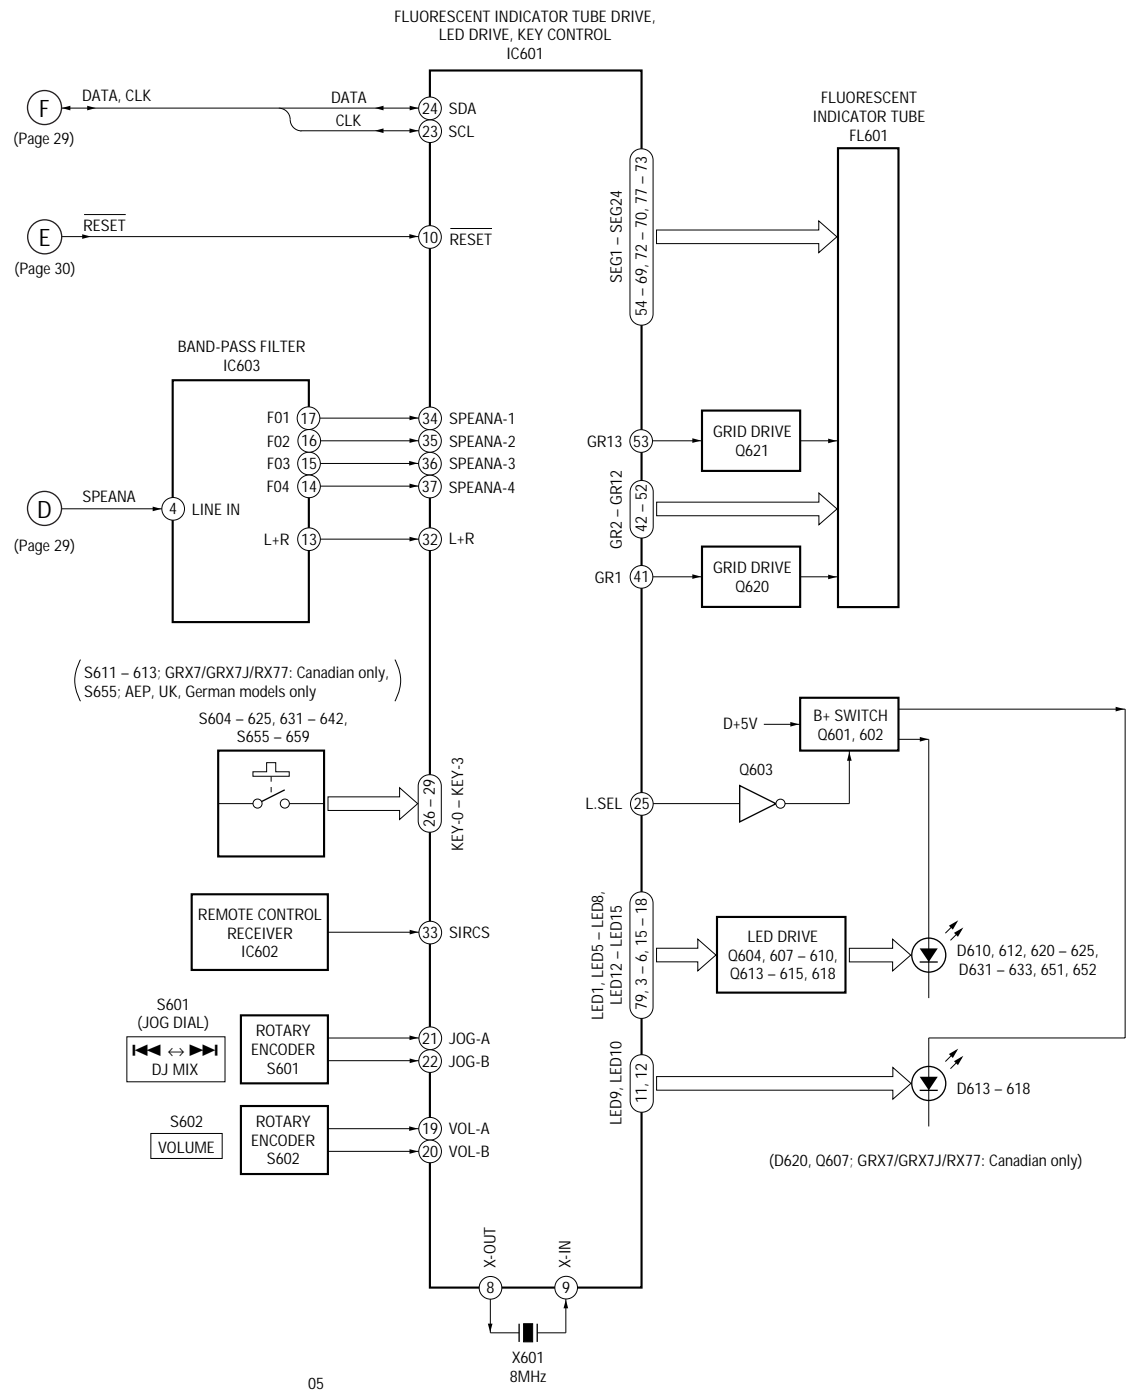 FLUORESCENT INDICATOR TUBE DRIVE,
LED DRIVE, KEY CONTROL
IC601
F
DATA, CLK
(Page 29)
DATA
CLK
24 SDA
23 SCL
E
RESET
(Page 30)
10 RESET
BAND-PASS FILTER
IC603
D
SPEANA
(Page 29)
4 LINE IN
F01 17
F02 16
F03 15
F04 14
L+R 13
34 SPEANA-1
35 SPEANA-2
36 SPEANA-3
37 SPEANA-4
32 L+R
S611 – 613; GRX7/GRX7J/RX77: Canadian only,
S655; AEP, UK, German models only
S604 – 625, 631 – 642,
S655 – 659
26 – 29
KEY-0 – KEY-3
REMOTE CONTROL
RECEIVER
IC602
33 SIRCS
S601
(JOG DIAL)
↔
DJ MIX
ROTARY
ENCODER
S601
21 JOG-A
22 JOG-B
S602
VOLUME
ROTARY
ENCODER
S602
19 VOL-A
20 VOL-B
X-OUT
8
X-IN
9
X601
8MHz
FLUORESCENT
INDICATOR TUBE
FL601
SEG1 – SEG24
54 – 69, 72 – 70, 77 – 73
GR13 53
GRID DRIVE
Q621
GR2 – GR12
42 – 52
GR1 41
GRID DRIVE
Q620
D+5V
B+ SWITCH
Q601, 602
Q603
L.SEL 25
LED1, LED5 – LED8,
LED12 – LED15
79, 3 – 6, 15 – 18
LED DRIVE
Q604, 607 – 610,
Q613 – 615, 618
D610, 612, 620 – 625,
D631 – 633, 651, 652
LED9, LED10
11, 12
D613 – 618
(D620, Q607; GRX7/GRX7J/RX77: Canadian only)
05